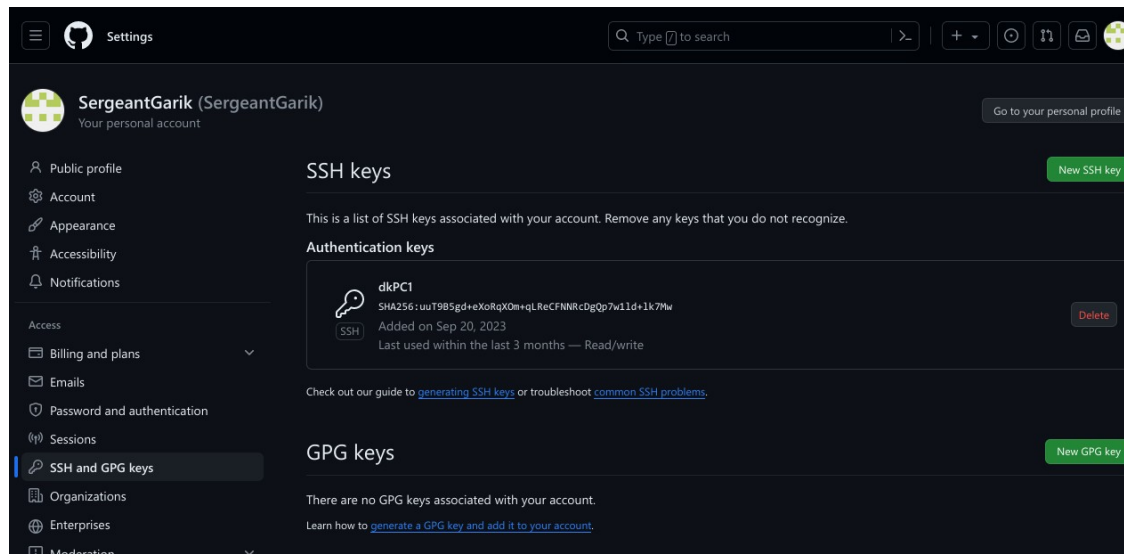 Settings
Type / to search
SergeantGarik (SergeantGarik)
Your personal account
Go to your personal profile
Public profile
Account
Appearance
Accessibility
Notifications
Access
Billing and plans
Emails
Password and authentication
Sessions
SSH and GPG keys
Organizations
Enterprises
Moderation
SSH keys
New SSH key
This is a list of SSH keys associated with your account. Remove any keys that you do not recognize.
Authentication keys
dkPC1
SHA256:uuT9B5gd+eXoRqXOm+qLReCFNNRcDgQp7w1ld+lk7Mw
SSH
Added on Sep 20, 2023
Last used within the last 3 months — Read/write
Delete
Check out our guide to generating SSH keys or troubleshoot common SSH problems.
GPG keys
New GPG key
There are no GPG keys associated with your account.
Learn how to generate a GPG key and add it to your account.